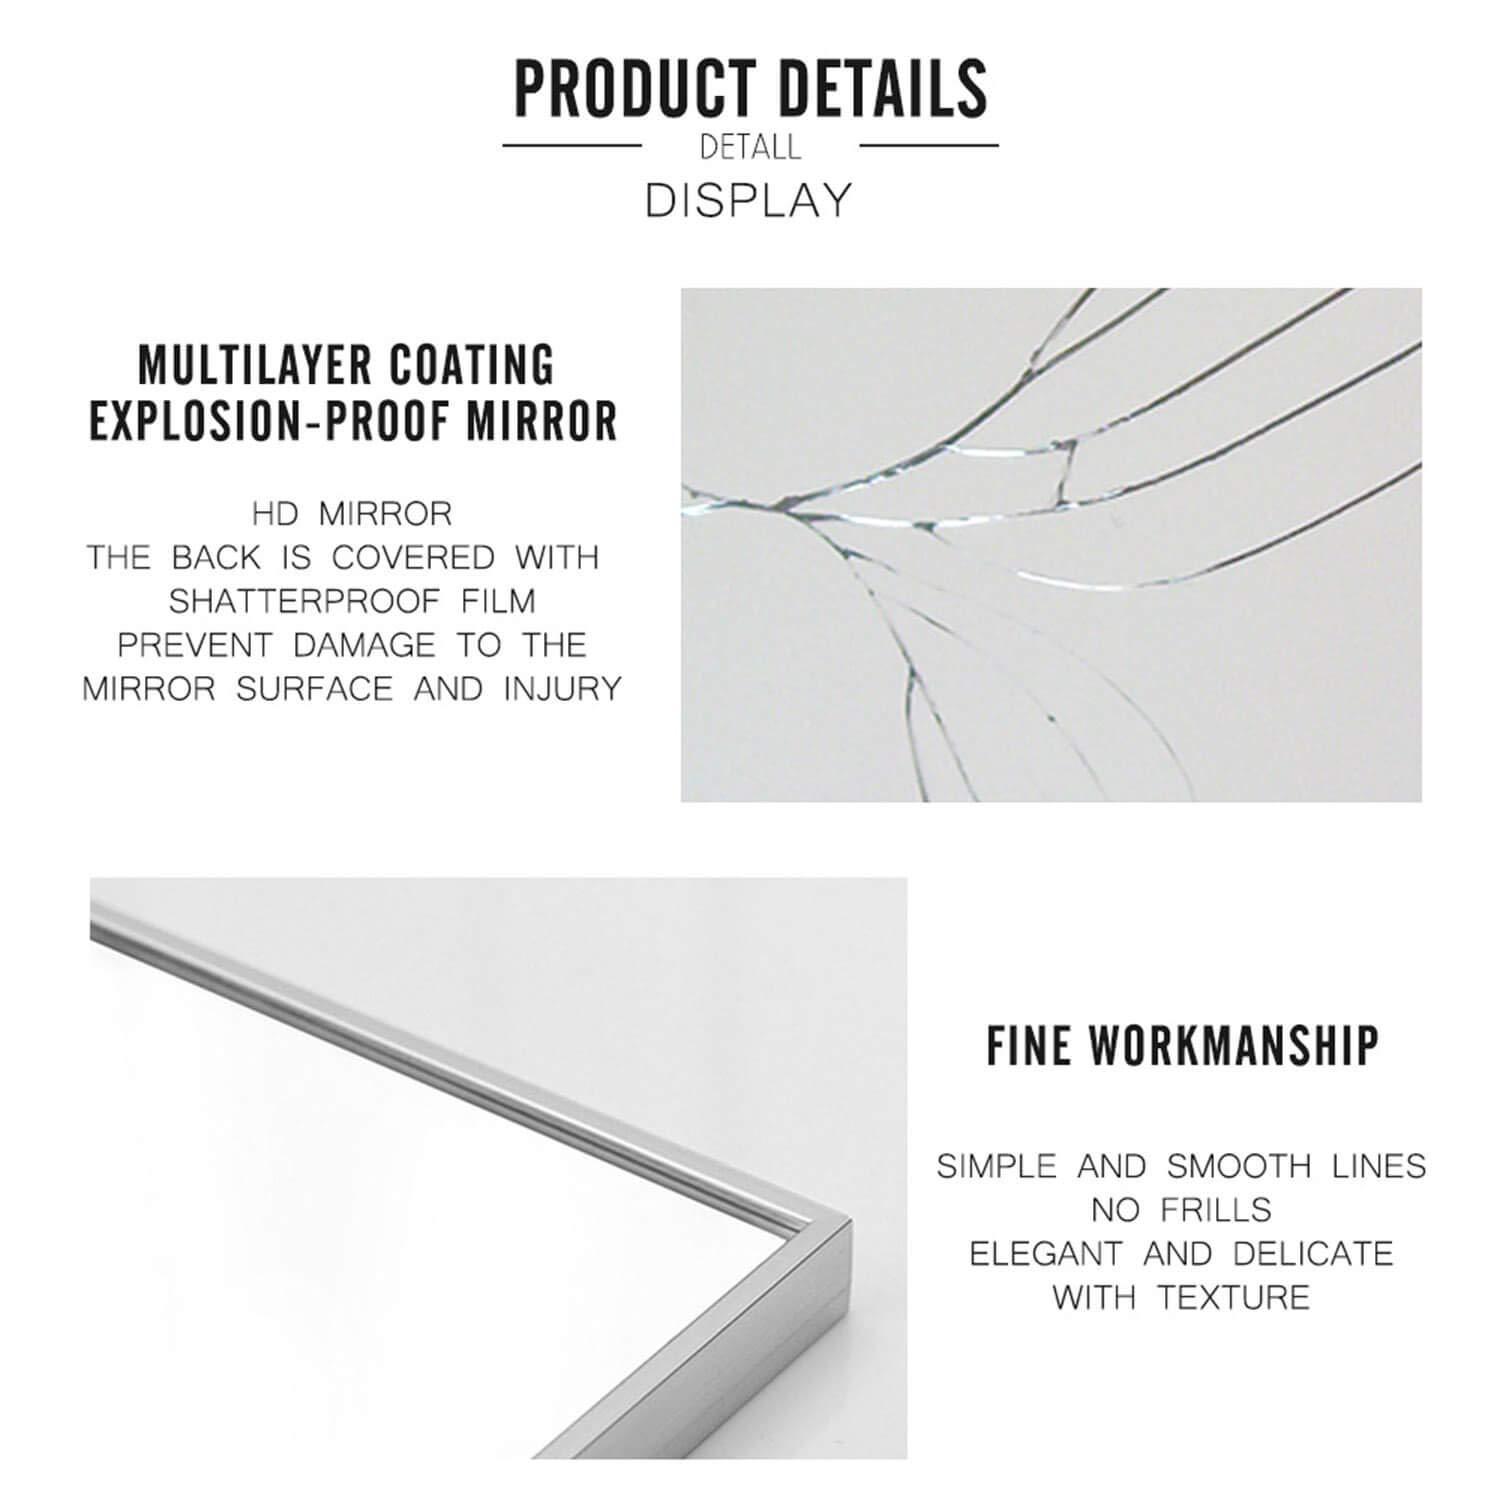 PRODUCT DETAILS
DETALL
DISPLAY
MULTILAYER COATING
EXPLOSION-PROOF MIRROR
HD MIRROR
THE BACK IS COVERED WITH
SHATTERPROOF FILM
PREVENT DAMAGE TO THE
MIRROR SURFACE AND INJURY
FINE WORKMANSHIP
SIMPLE AND SMOOTH LINES
NO FRILLS
ELEGANT AND DELICATE
WITH TEXTURE